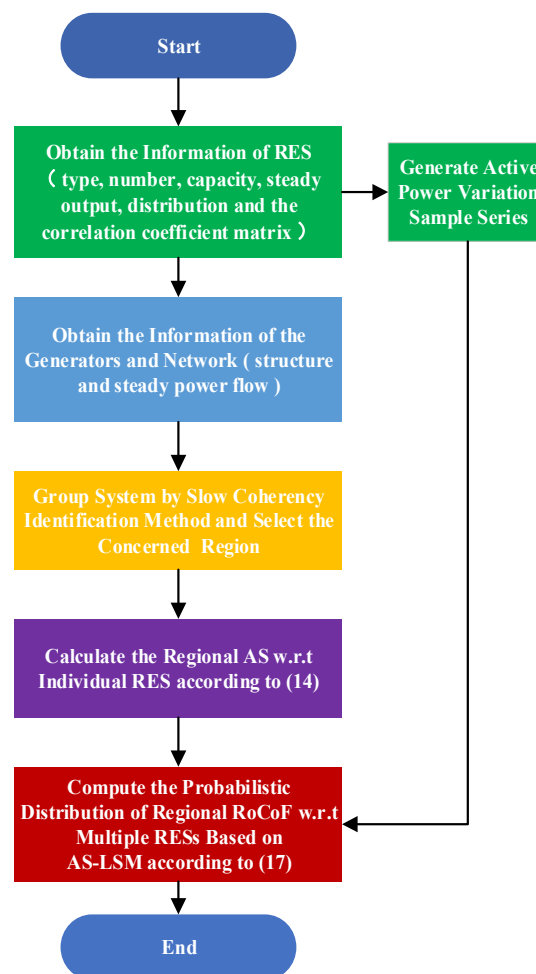 Start
Obtain the Information of RES
（ type, number, capacity, steady
output, distribution and the
correlation coefficient matrix ）
Generate Active
Power Variation
Sample Series
Obtain the Information of the
Generators and Network ( structure
and steady power flow )
Group System by Slow Coherency
Identification Method and Select the
Concerned Region
Calculate the Regional AS w.r.t
Individual RES according to (14)
Compute the Probabilistic
Distribution of Regional RoCoF w.r.t
Multiple RESs Based on
AS-LSM according to (17)
End